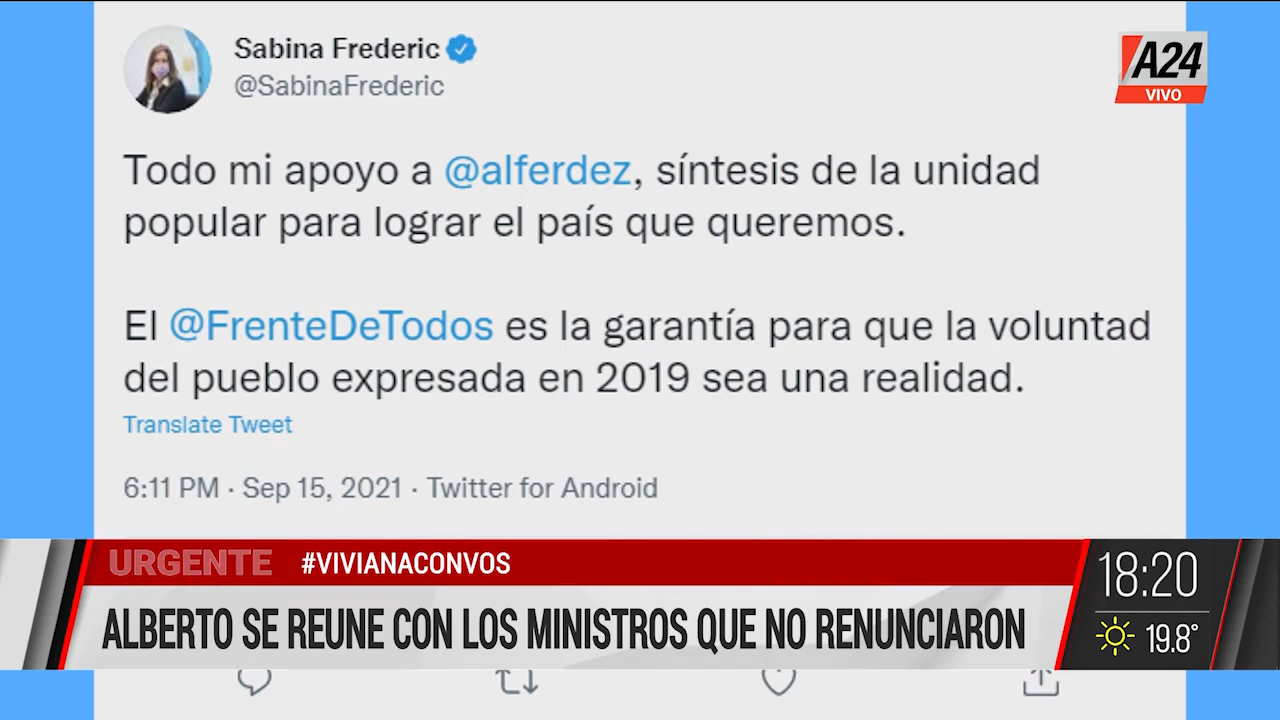 Sabina Frederic
@SabinaFrederic
A24
VIVO
Todo mi apoyo a @alferdez, síntesis de la unidad
popular para lograr el país que queremos.
El @FrenteDeTodos es la garantía para que la voluntad
del pueblo expresada en 2019 sea una realidad.
Translate Tweet
6:11 PM · Sep 15, 2021 · Twitter for Android
URGENTE #VIVIANACONVOS
18:20
ALBERTO SE REUNE CON LOS MINISTROS QUE NO RENUNCIARON
19.8°